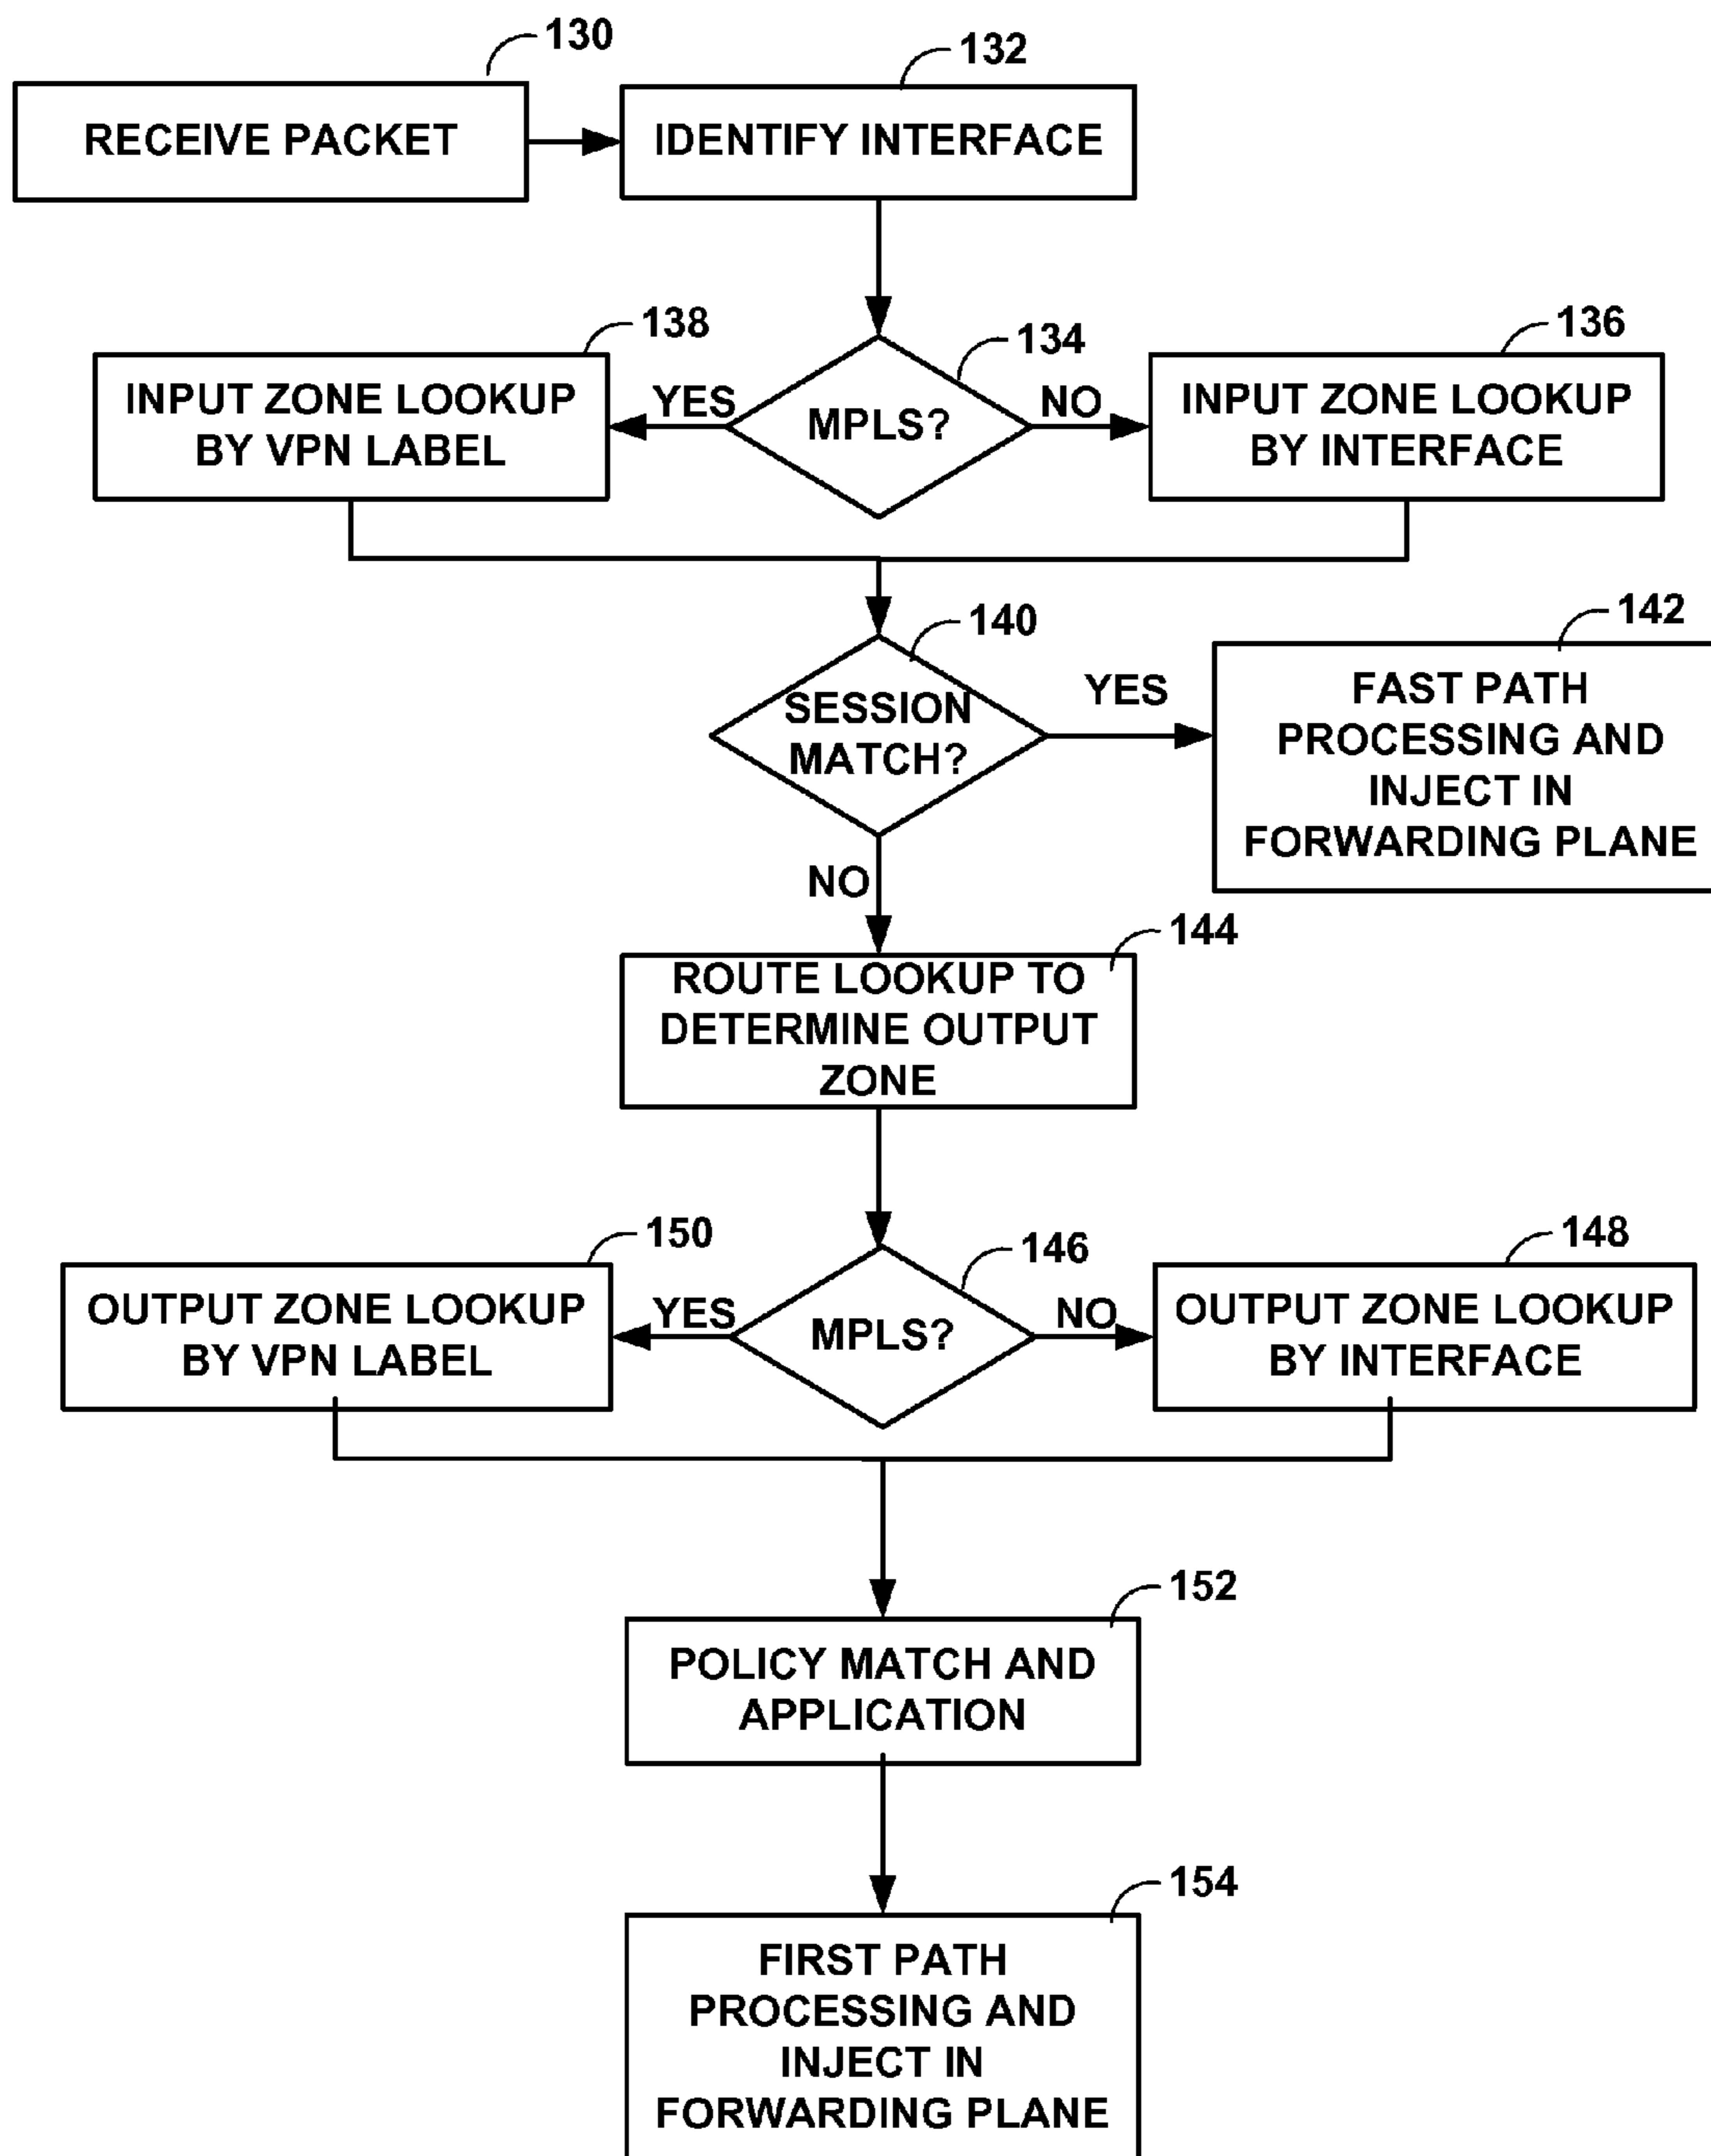 130
132
RECEIVE PACKET
IDENTIFY INTERFACE
138
134
136
INPUT ZONE LOOKUP
BY VPN LABEL
YES
MPLS?
NO
INPUT ZONE LOOKUP
BY INTERFACE
140
142
SESSION
MATCH?
YES
FAST PATH
PROCESSING AND
INJECT IN
FORWARDING PLANE
NO
144
ROUTE LOOKUP TO
DETERMINE OUTPUT
ZONE
150
146
148
OUTPUT ZONE LOOKUP
BY VPN LABEL
YES
MPLS?
NO
OUTPUT ZONE LOOKUP
BY INTERFACE
152
POLICY MATCH AND
APPLICATION
154
FIRST PATH
PROCESSING AND
INJECT IN
FORWARDING PLANE